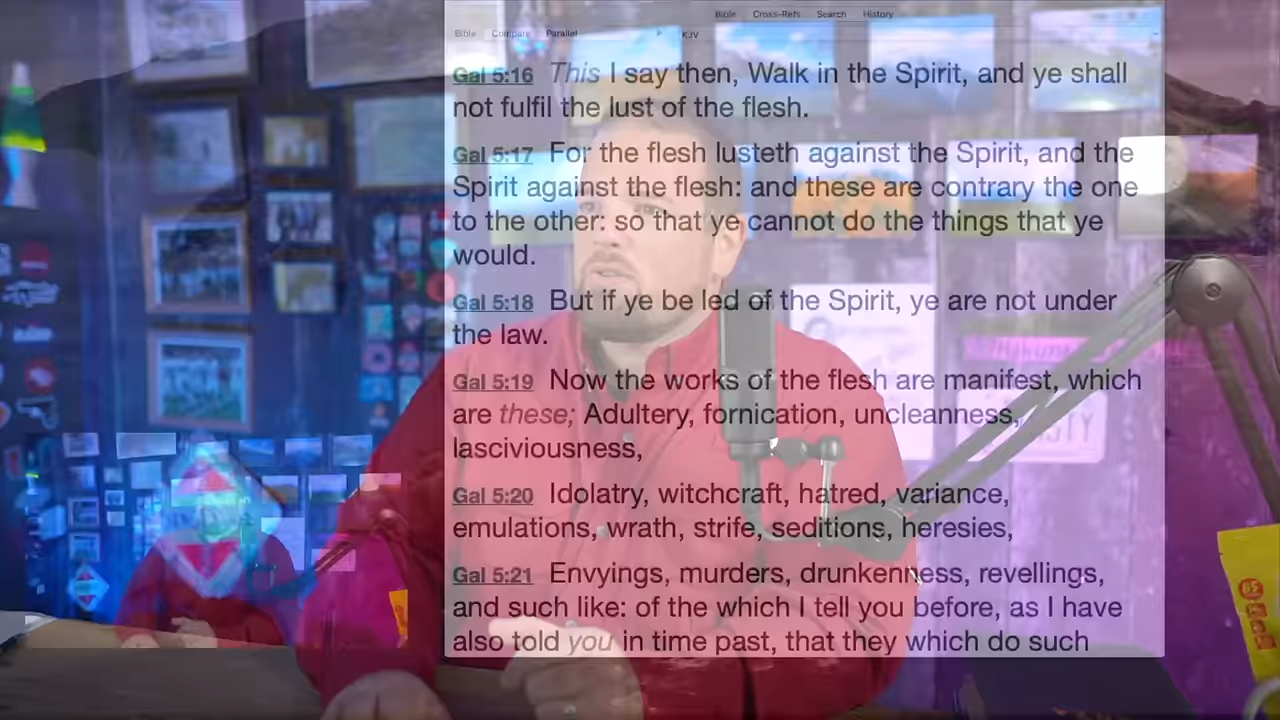 Bible Cross-Refs Search History
Bible Compare Parallel KJV
Gal 5:16 This I say then, Walk in the Spirit, and ye shall
not fulfil the lust of the flesh.
Gal 5:17 For the flesh lusteth against the Spirit, and the
Spirit against the flesh: and these are contrary the one
to the other: so that ye cannot do the things that ye
would.
Gal 5:18 But if ye be led of the Spirit, ye are not under
the law.
Gal 5:19 Now the works of the flesh are manifest, which
are these; Adultery, fornication, uncleanness,
lasciviousness,
Gal 5:20 Idolatry, witchcraft, hatred, variance,
emulations, wrath, strife, seditions, heresies,
Gal 5:21 Envyings, murders, drunkenness, revellings,
and such like: of the which I tell you before, as I have
also told you in time past, that they which do such